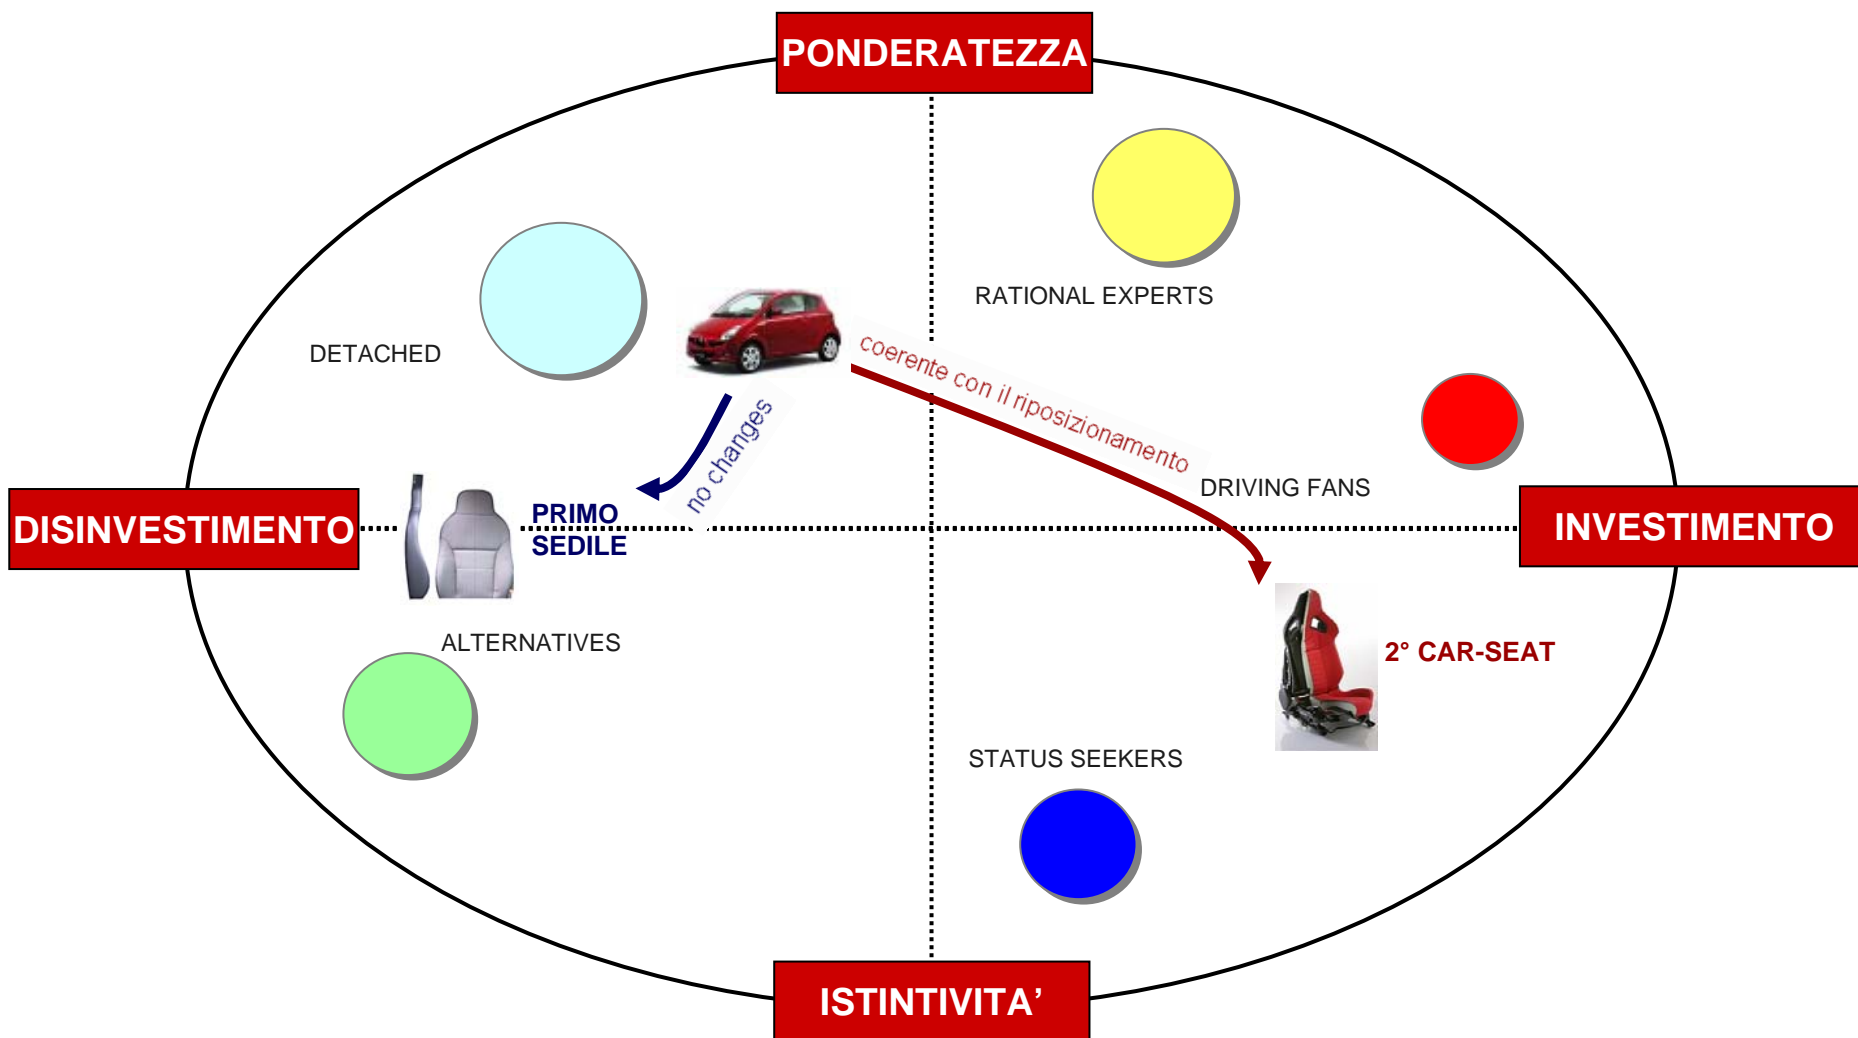 PONDERATEZZA
RATIONAL EXPERTS
DETACHED
coerente con il riposizionamento
no changes
DRIVING FANS
DISINVESTIMENTO
PRIMO
SEDILE
INVESTIMENTO
ALTERNATIVES
2° CAR-SEAT
STATUS SEEKERS
ISTINTIVITA’